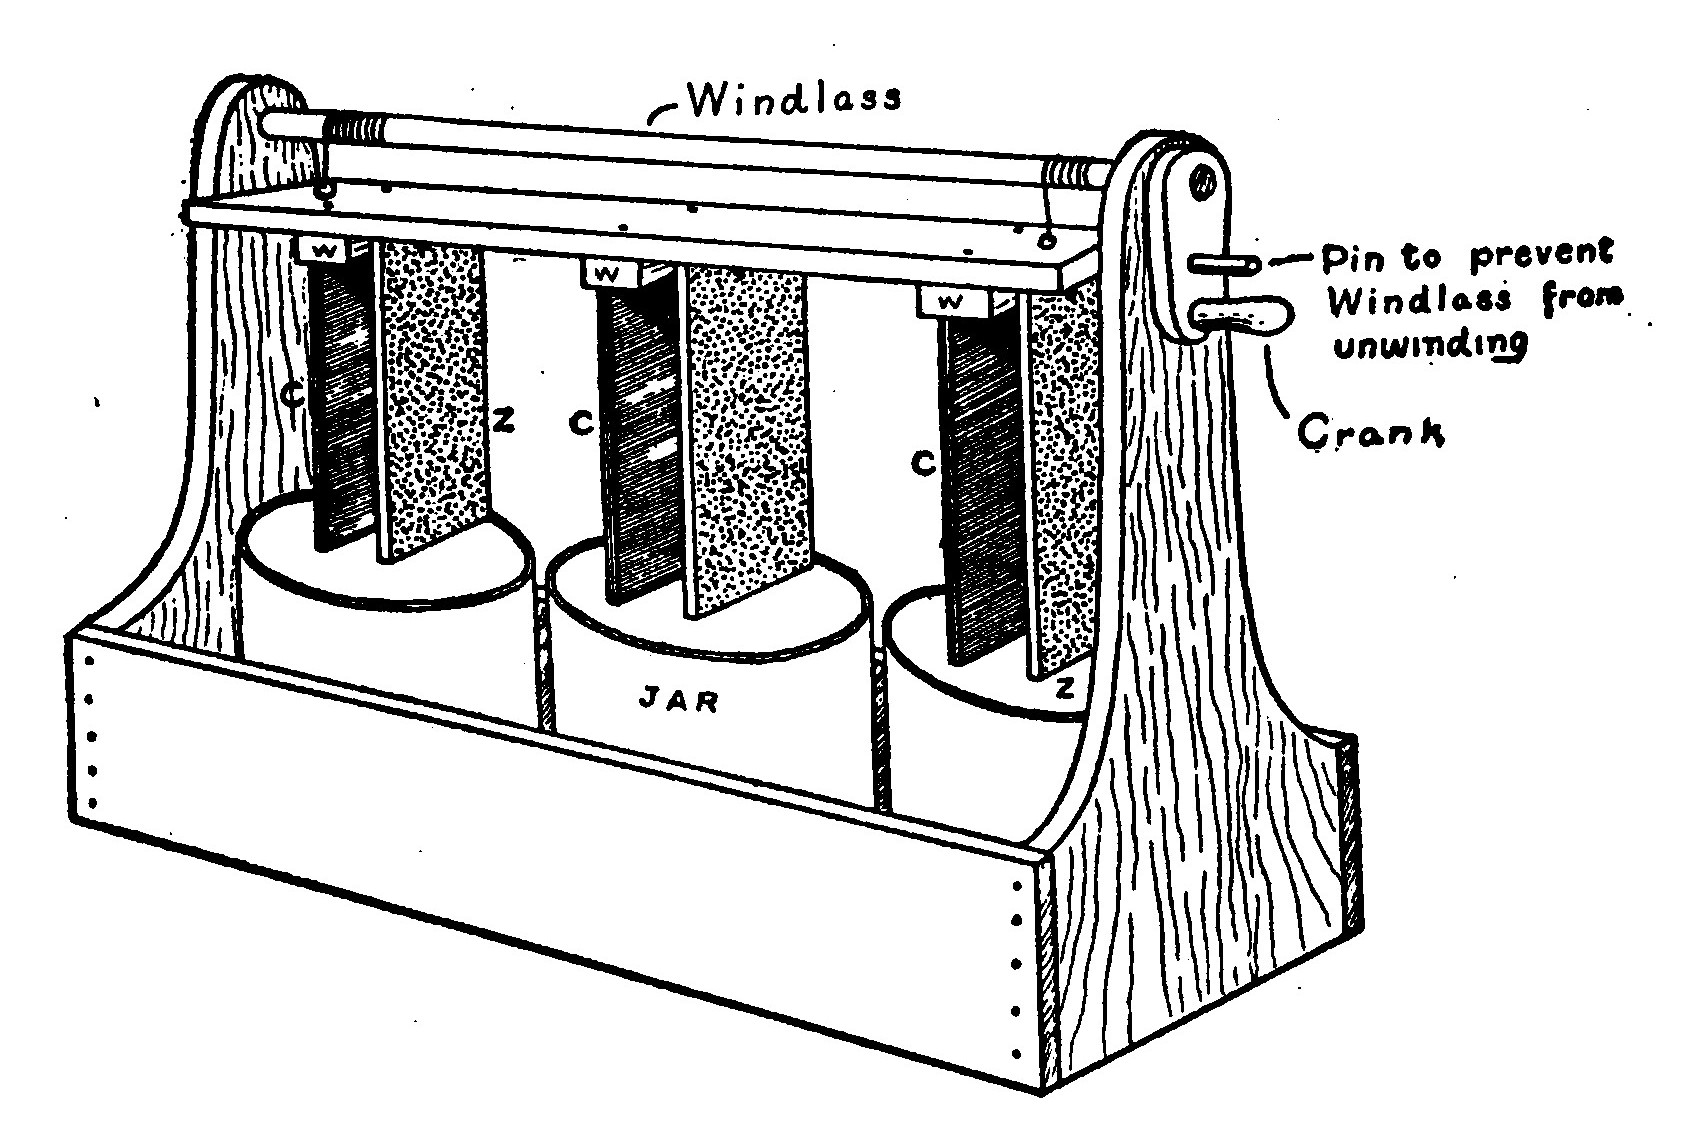 Windlass
Pin to prevent
Windlass from
unwinding
Crank
W
W
W
C
Z
C
C
Z
JAR